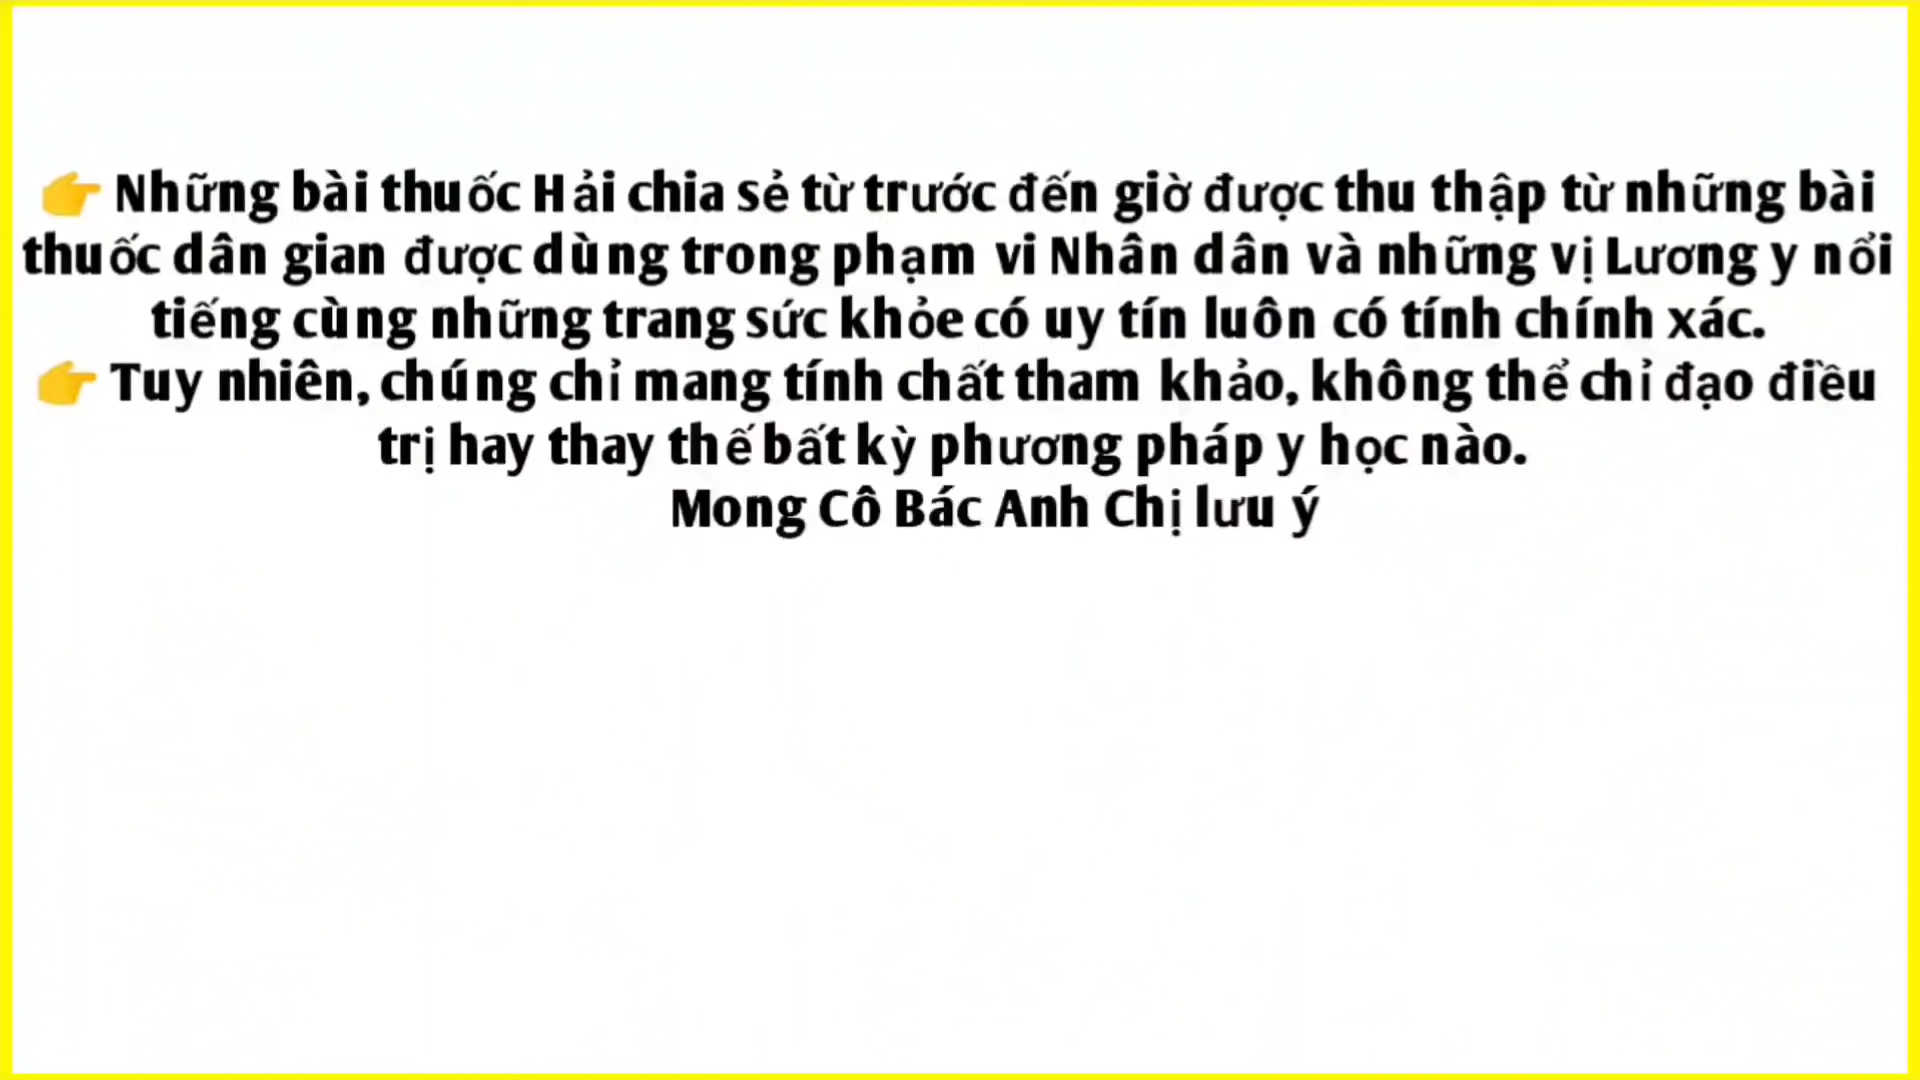 👉 Những bài thuốc Hải chia sẻ từ trước đến giờ được thu thập từ những bài
thuốc dân gian được dùng trong phạm vi Nhân dân và những vị Lương y nổi
tiếng cùng những trang sức khỏe có uy tín luôn có tính chính xác.
👉 Tuy nhiên, chúng chỉ mang tính chất tham khảo, không thể chỉ đạo điều
trị hay thay thế bất kỳ phương pháp y học nào.
Mong Cô Bác Anh Chị lưu ý